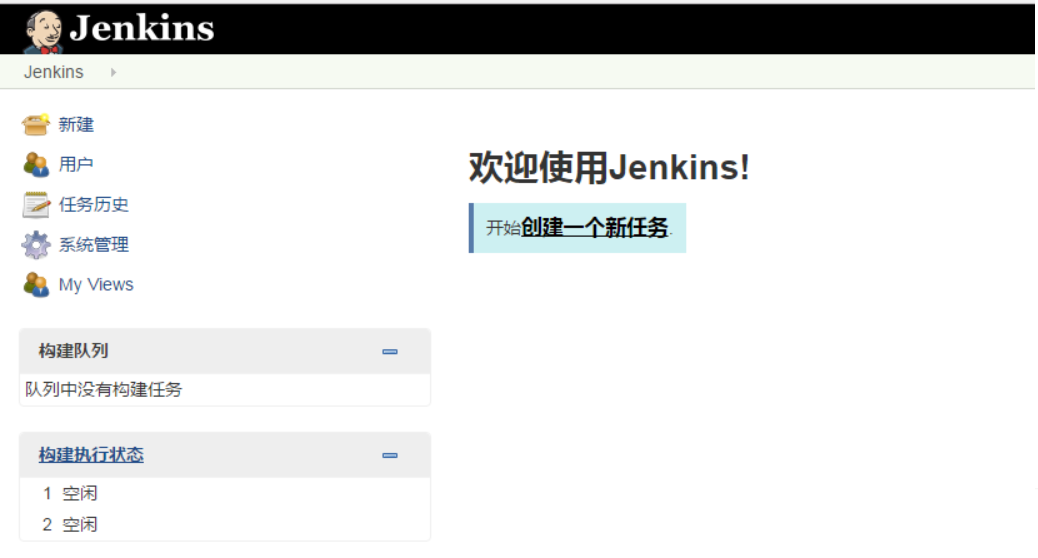 Jenkins
Jenkins
新建
用户
任务历史
系统管理
My Views
欢迎使用Jenkins!
开始创建一个新任务.
构建队列
队列中没有构建任务
构建执行状态
1 空闲
2 空闲